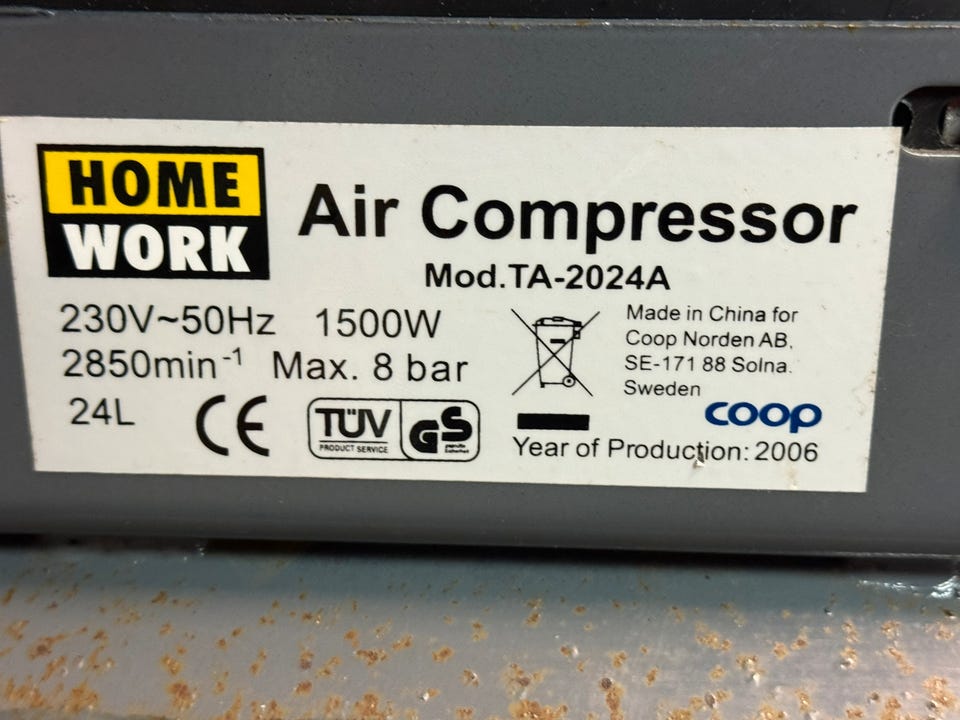 HOME
WORK
Air Compressor
Mod.TA-2024A
230V~50Hz 1500W
2850min⁻¹ Max. 8 bar
24L
CE
TÜV
PRODUCT SERVICE
GS
geprüfte
Sicherheit
Made in China for
Coop Norden AB,
SE-171 88 Solna.
Sweden
coop
Year of Production: 2006